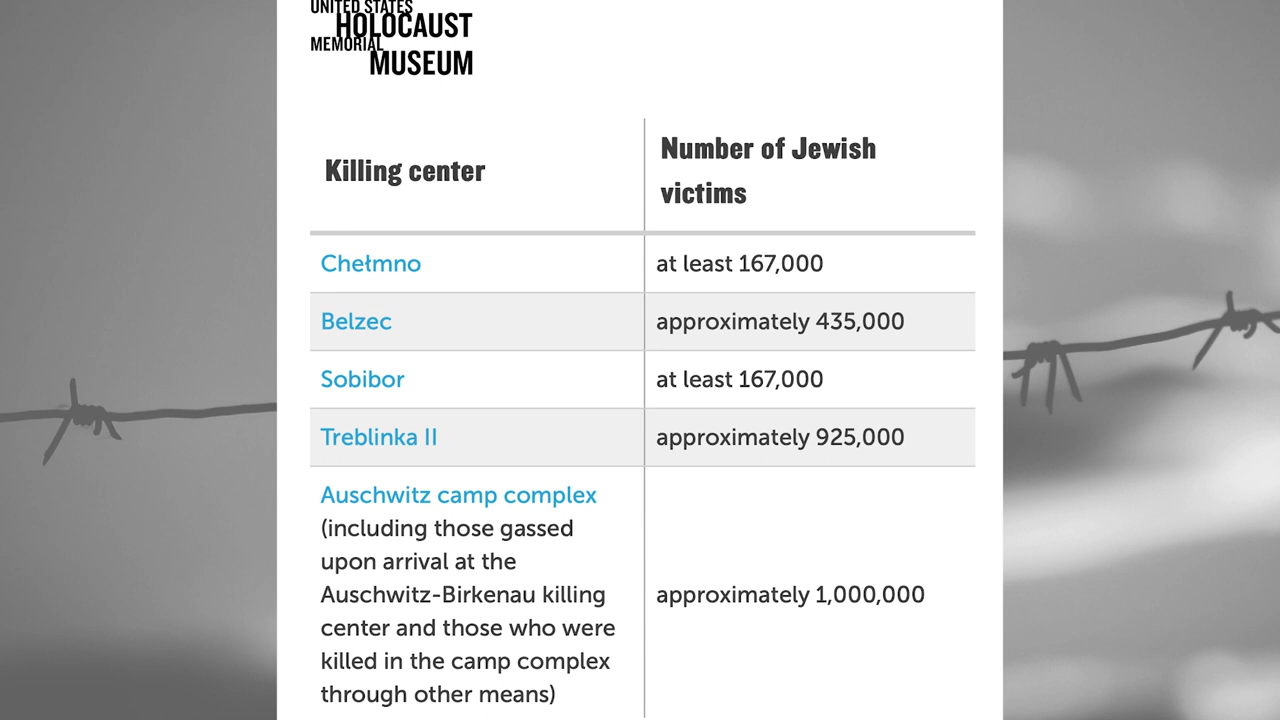 UNITED STATES
HOLOCAUST
MEMORIAL
MUSEUM
Killing center
Number of Jewish
victims
Chełmno
at least 167,000
Belzec
approximately 435,000
Sobibor
at least 167,000
Treblinka II
approximately 925,000
Auschwitz camp complex
(including those gassed
upon arrival at the
Auschwitz-Birkenau killing
center and those who were
killed in the camp complex
through other means)
approximately 1,000,000